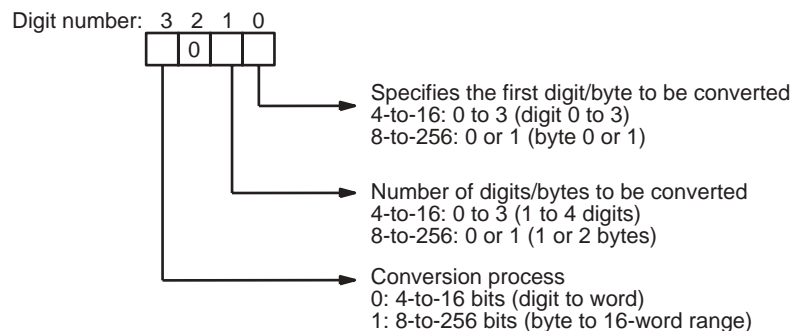 Digit number: 3 2 1 0
0
Specifies the first digit/byte to be converted
4-to-16: 0 to 3 (digit 0 to 3)
8-to-256: 0 or 1 (byte 0 or 1)
Number of digits/bytes to be converted
4-to-16: 0 to 3 (1 to 4 digits)
8-to-256: 0 or 1 (1 or 2 bytes)
Conversion process
0: 4-to-16 bits (digit to word)
1: 8-to-256 bits (byte to 16-word range)